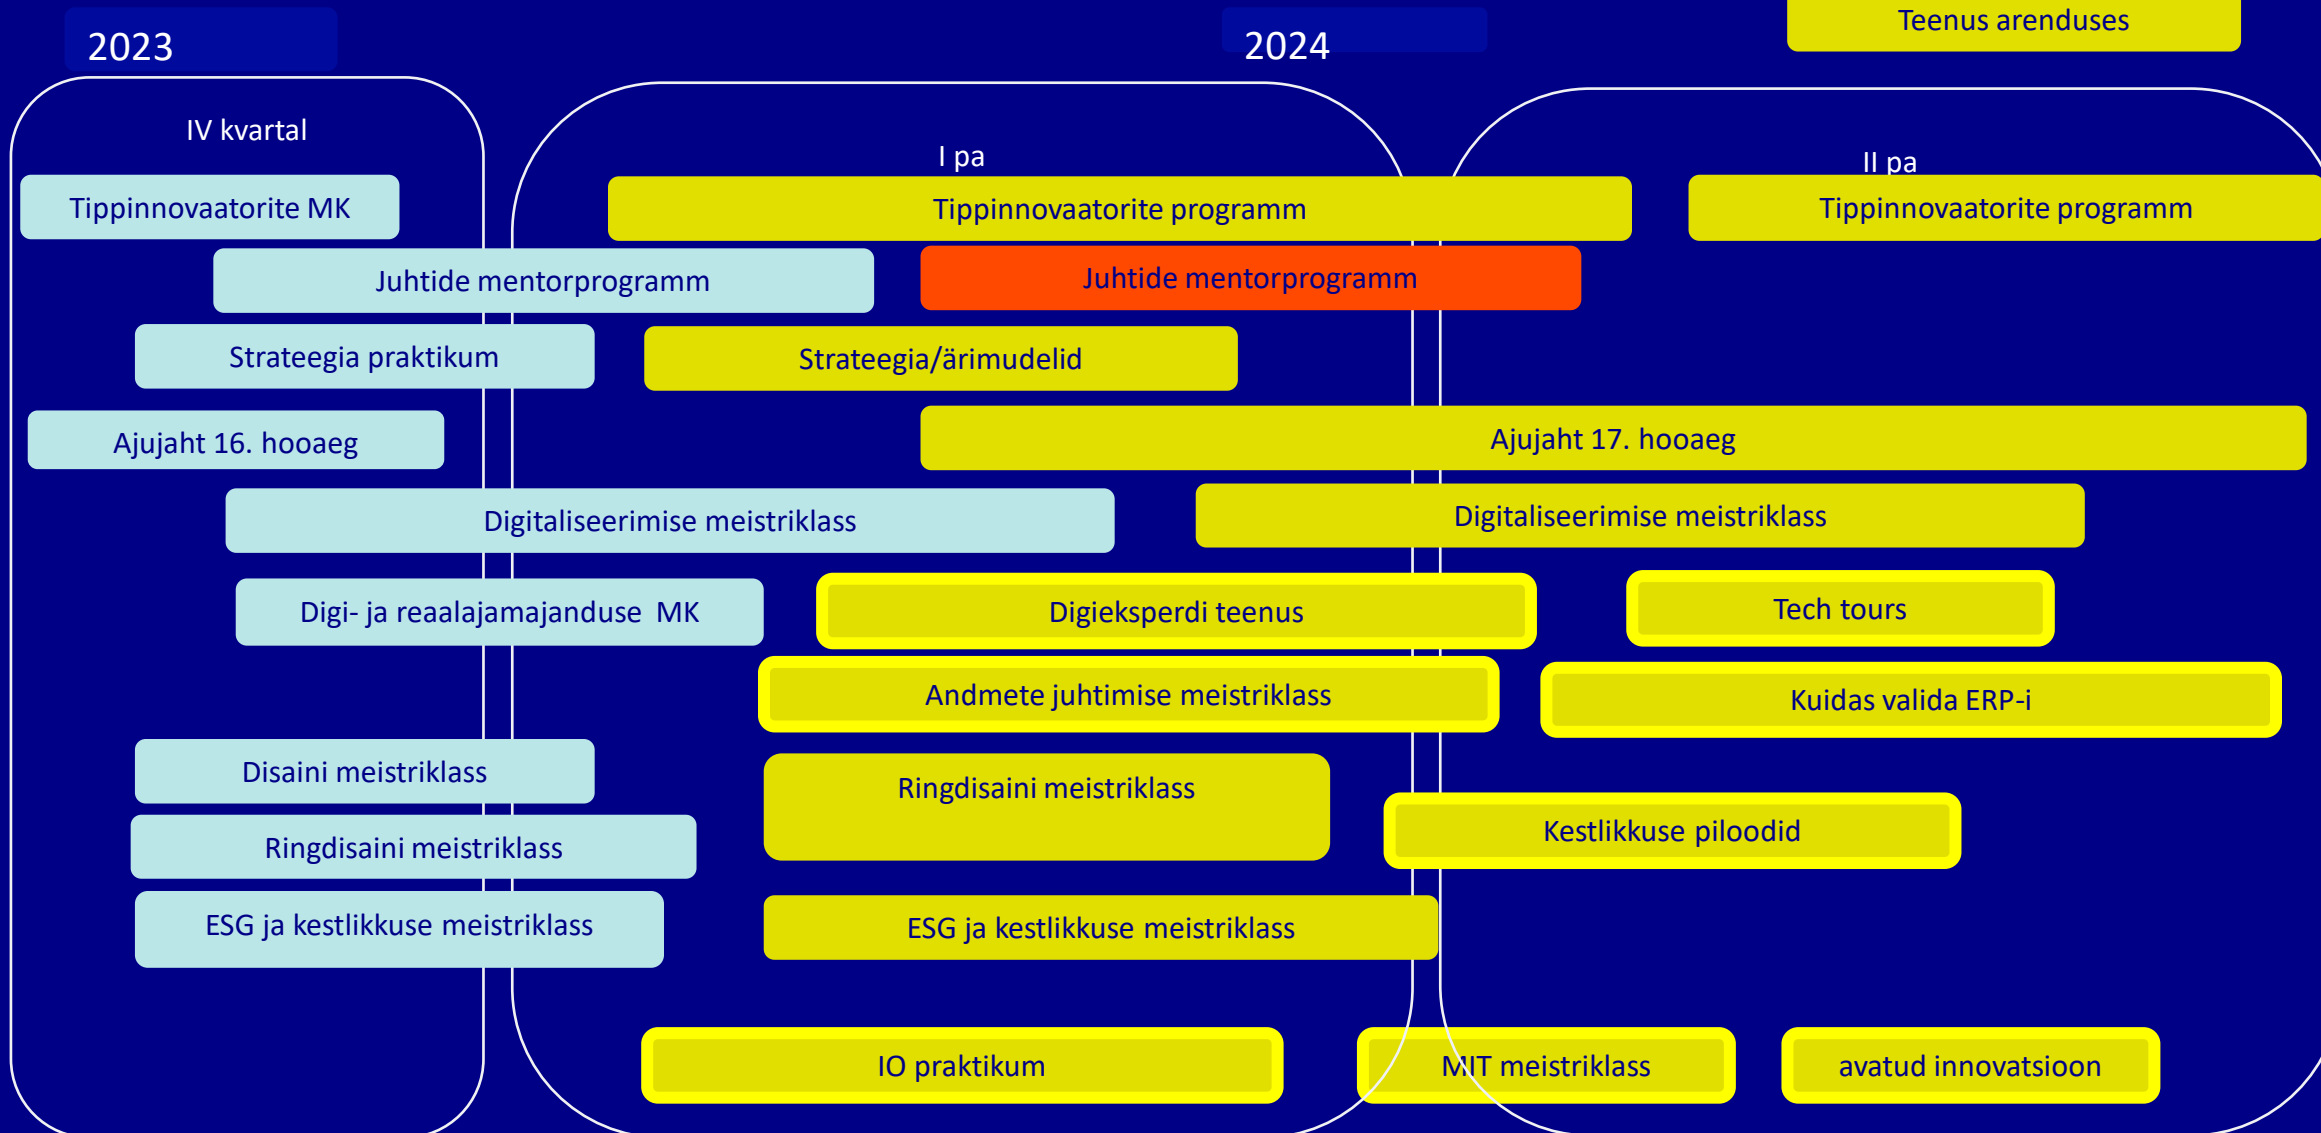 2023
2024
Teenus arenduses
IV kvartal
I pa
II pa
Tippinnovaatorite MK
Tippinnovaatorite programm
Tippinnovaatorite programm
Juhtide mentorprogramm
Juhtide mentorprogramm
Strateegia praktikum
Strateegia/ärimudelid
Ajujaht 16. hooaeg
Ajujaht 17. hooaeg
Digitaliseerimise meistriklass
Digitaliseerimise meistriklass
Digi- ja reaalajamajanduse MK
Digieksperdi teenus
Tech tours
Andmete juhtimise meistriklass
Kuidas valida ERP-i
Disaini meistriklass
Ringdisaini meistriklass
Kestlikkuse piloodid
Ringdisaini meistriklass
ESG ja kestlikkuse meistriklass
ESG ja kestlikkuse meistriklass
IO praktikum
MIT meistriklass
avatud innovatsioon